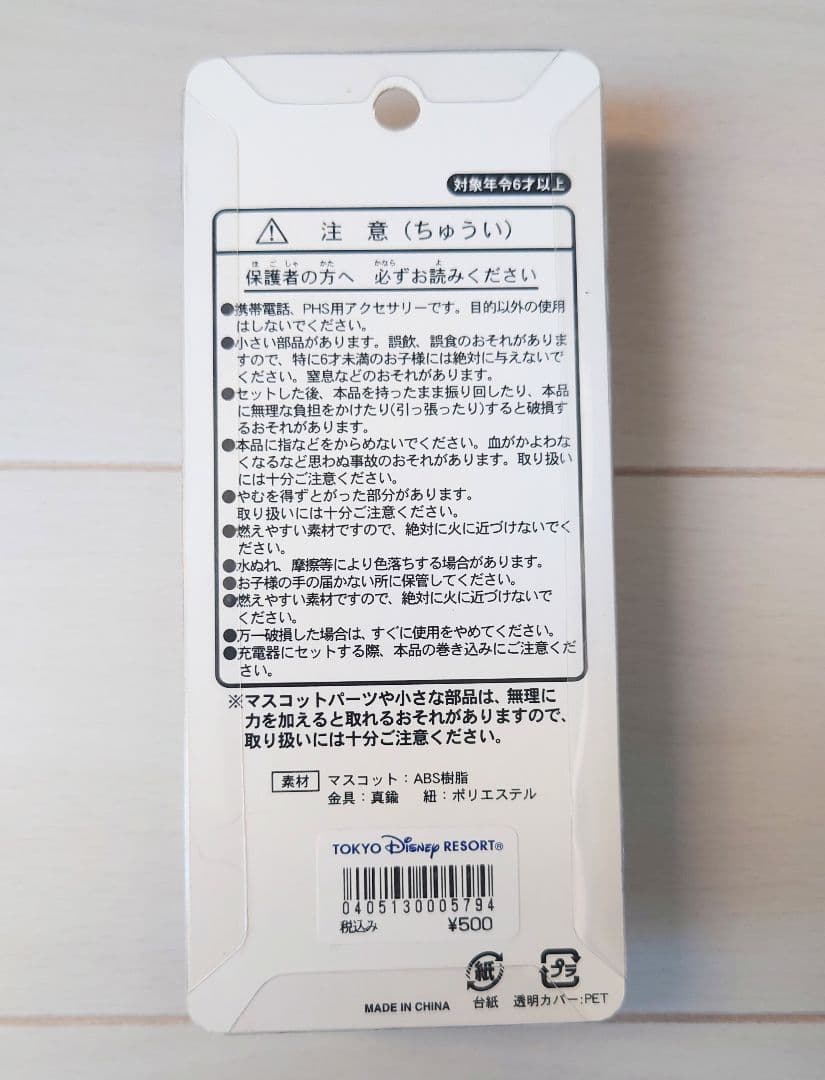 対象年令6才以上
⚠ 注 意（ちゅうい）
ほごしゃ かた かなら よ
保護者の方へ 必ずお読みください
●携帯電話、PHS用アクセサリーです。目的以外の使用
はしないでください。
●小さい部品があります。誤飲、誤食のおそれがありま
すので、特に6才未満のお子様には絶対に与えないで
ください。窒息などのおそれがあります。
●セットした後、本品を持ったまま振り回したり、本品
に無理な負担をかけたり(引っ張ったり)すると破損す
るおそれがあります。
●本品に指などをからめないでください。血がかよわな
くなるなど思わぬ事故のおそれがあります。取り扱い
には十分ご注意ください。
●やむを得ずとがった部分があります。
取り扱いには十分ご注意ください。
●燃えやすい素材ですので、絶対に火に近づけないでく
ださい。
●水ぬれ、摩擦等により色落ちする場合があります。
●お子様の手の届かない所に保管してください。
●燃えやすい素材ですので、絶対に火に近づけないで
ください。
●万一破損した場合は、すぐに使用をやめてください。
●充電器にセットする際、本品の巻き込みにご注意くだ
さい。
※マスコットパーツや小さな部品は、無理に
力を加えると取れるおそれがありますので、
取り扱いには十分ご注意ください。
素材 マスコット：ABS樹脂
金具：真鍮 紐：ポリエステル
TOKYO Disney RESORT®
0405130005794
税込み ¥500
紙 プラ
台紙 透明カバー:PET
MADE IN CHINA